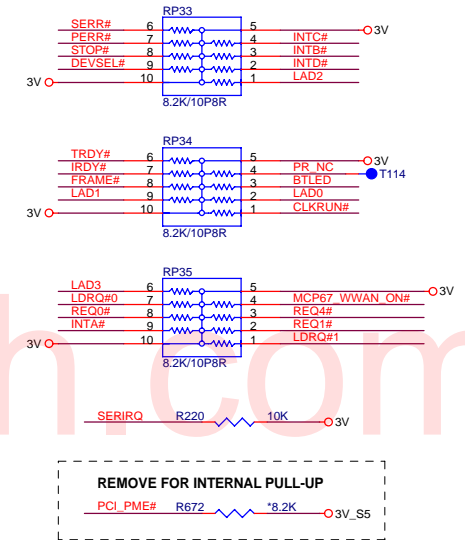 RP33
SERR# 6 5 3V
PERR# 7 4 INTC#
STOP# 8 3 INTB#
DEVSEL# 9 2 INTD#
3V 10 1 LAD2
8.2K/10P8R
RP34
TRDY# 6 5 3V
IRDY# 7 4 PR_NC T114
FRAME# 8 3 BTLED
LAD1 9 2 LAD0
3V 10 1 CLKRUN#
8.2K/10P8R
RP35
LAD3 6 5 3V
LDRQ#0 7 4 MCP67_WWAN_ON#
REQ0# 8 3 REQ4#
INTA# 9 2 REQ1#
3V 10 1 LDRQ#1
8.2K/10P8R
h.com
SERIRQ R220 10K 3V
REMOVE FOR INTERNAL PULL-UP
PCI_PME# R672 *8.2K 3V_S5